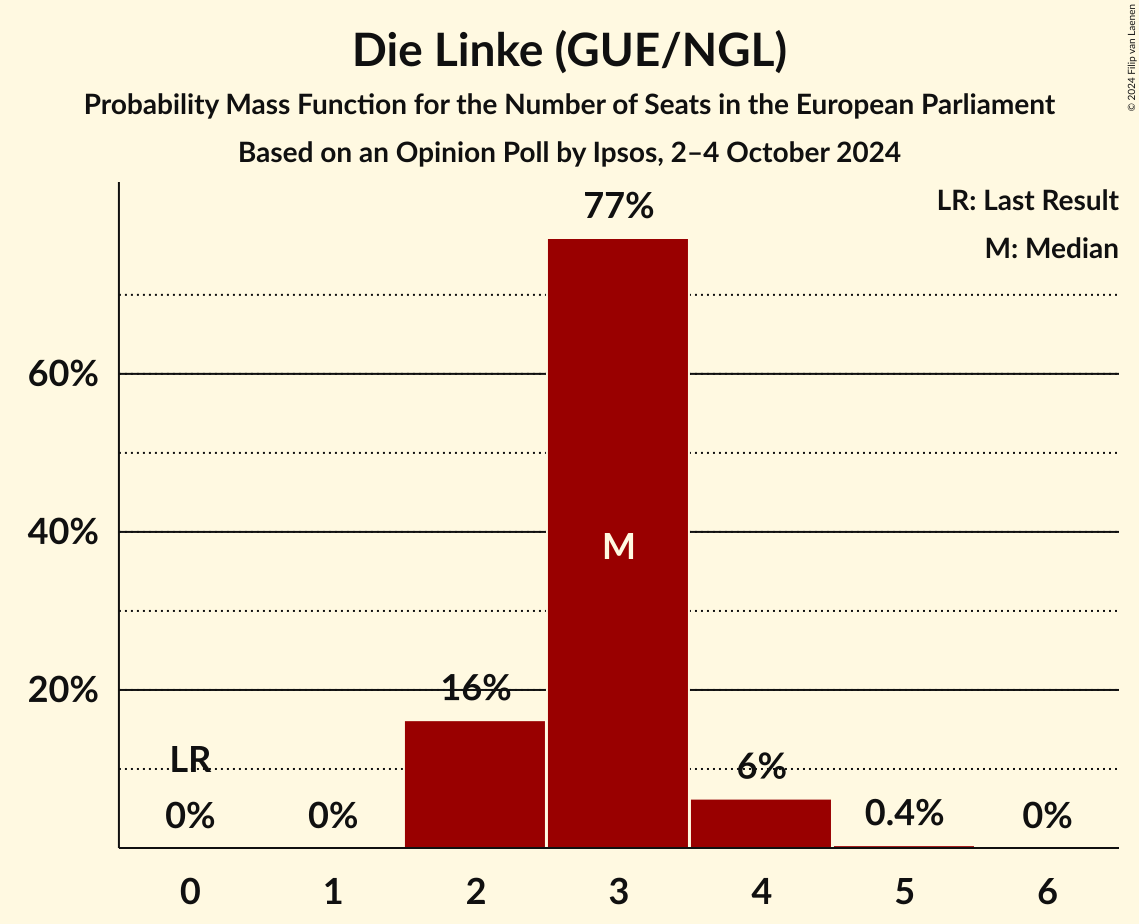 Die Linke (GUE/NGL)
Probability Mass Function for the Number of Seats in the European Parliament
Based on an Opinion Poll by Ipsos, 2–4 October 2024
© 2024 Filip van Laenen
LR: Last Result
M: Median
77%
60%
40%
M
20%
16%
LR
6%
0%
0%
0.4%
0%
0
1
2
3
4
5
6